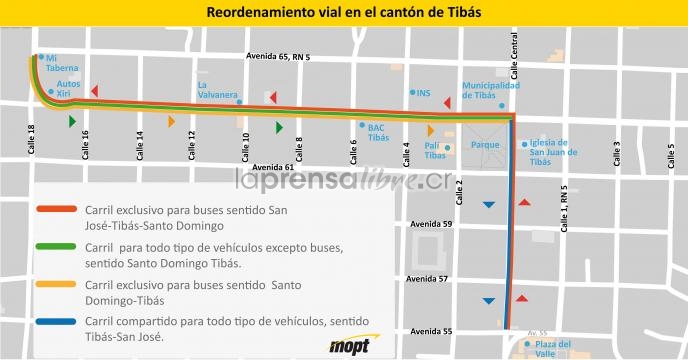 Reordenamiento vial en el cantón de Tibás
Mi
Taberna
Autos
Xiri
La
Valvanera
Avenida 65, RN 5
INS
Municipalidad
de Tibás
Calle Central
Calle 18
Calle 16
Calle 14
Calle 12
Calle 10
Calle 8
Calle 6
BAC
Tibás
Calle 4
Pali
Tibas
Parque
Iglesia de
San Juan de
Tibás
Calle 3
Calle 5
Avenida 61
laprensalibre.cr
Calle 2
Calle 1, RN 5
Carril exclusivo para buses sentido San
José-Tibás-Santo Domingo
Carril para todo tipo de vehículos excepto buses,
sentido Santo Domingo Tibás.
Carril exclusivo para buses sentido Santo
Domingo-Tibás
Carril compartido para todo tipo de vehículos, sentido
Tibás-San José.
mopt
Avenida 59
Avenida 57
Avenida 55
Av. 55
Plaza del
Valle